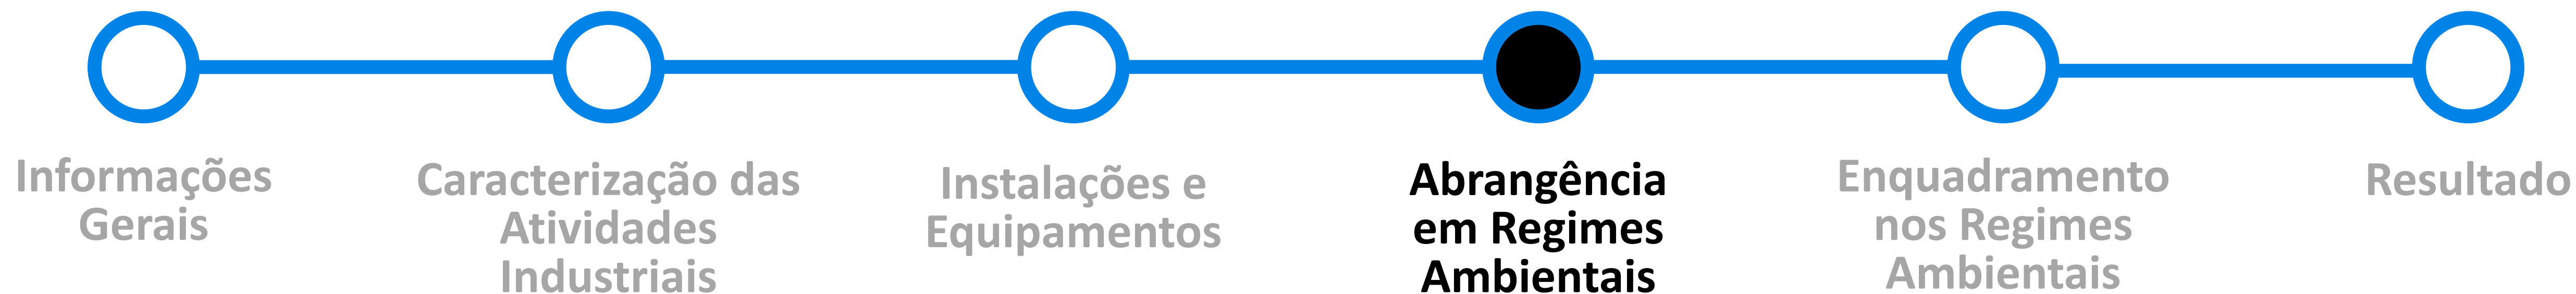 Informações
Gerais
Caracterização das
Atividades
Industriais
Instalações e
Equipamentos
Abrangência
em Regimes
Ambientais
Enquadramento
nos Regimes
Ambientais
Resultado